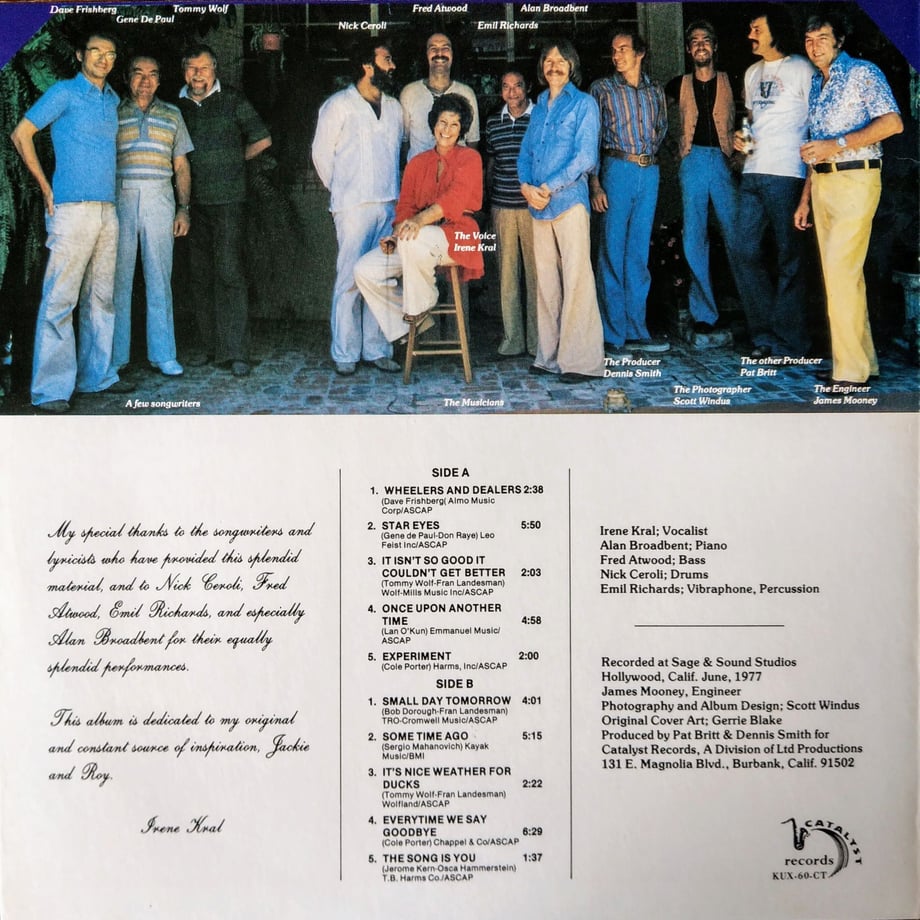 Dave Frishberg
Gene De Paul
Tommy Wolf
Nick Ceroli
Fred Atwood
Emil Richards
Alan Broadbent
The Voice
Irene Kral
The Producer
Dennis Smith
The other Producer
Pat Britt
The Photographer
Scott Windus
The Engineer
James Mooney
A few songwriters
The Musicians
My special thanks to the songwriters and
lyricists who have provided this splendid
material, and to Nick Ceroli, Fred
Atwood, Emil Richards, and especially
Alan Broadbent for their equally
splendid performances.
This album is dedicated to my original
and constant source of inspiration, Jackie
and Roy.
Irene Kral
SIDE A
1. WHEELERS AND DEALERS 2:38
(Dave Frishberg( Almo Music
Corp/ASCAP
2. STAR EYES 5:50
(Gene de Paul-Don Raye) Leo
Feist Inc/ASCAP
3. IT ISN'T SO GOOD IT
COULDN'T GET BETTER 2:03
(Tommy Wolf-Fran Landesman)
Wolf-Mills Music Inc/ASCAP
4. ONCE UPON ANOTHER
TIME 4:58
(Lan O'Kun) Emmanuel Music/
ASCAP
5. EXPERIMENT 2:00
(Cole Porter) Harms, Inc/ASCAP
SIDE B
1. SMALL DAY TOMORROW 4:01
(Bob Dorough-Fran Landesman)
TRO-Cromwell Music/ASCAP
2. SOME TIME AGO 5:15
(Sergio Mahanovich) Kayak
Music/BMI
3. IT'S NICE WEATHER FOR
DUCKS 2:22
(Tommy Wolf-Fran Landesman)
Wolfland/ASCAP
4. EVERYTIME WE SAY
GOODBYE 6:29
(Cole Porter) Chappel & Co/ASCAP
5. THE SONG IS YOU 1:37
(Jerome Kern-Osca Hammerstein)
T.B. Harms Co./ASCAP
Irene Kral; Vocalist
Alan Broadbent; Piano
Fred Atwood; Bass
Nick Ceroli; Drums
Emil Richards; Vibraphone, Percussion
Recorded at Sage & Sound Studios
Hollywood, Calif. June, 1977
James Mooney, Engineer
Photography and Album Design; Scott Windus
Original Cover Art; Gerrie Blake
Produced by Pat Britt & Dennis Smith for
Catalyst Records, A Division of Ltd Productions
131 E. Magnolia Blvd., Burbank, Calif. 91502
CATALYST
records
KUX-60-CT